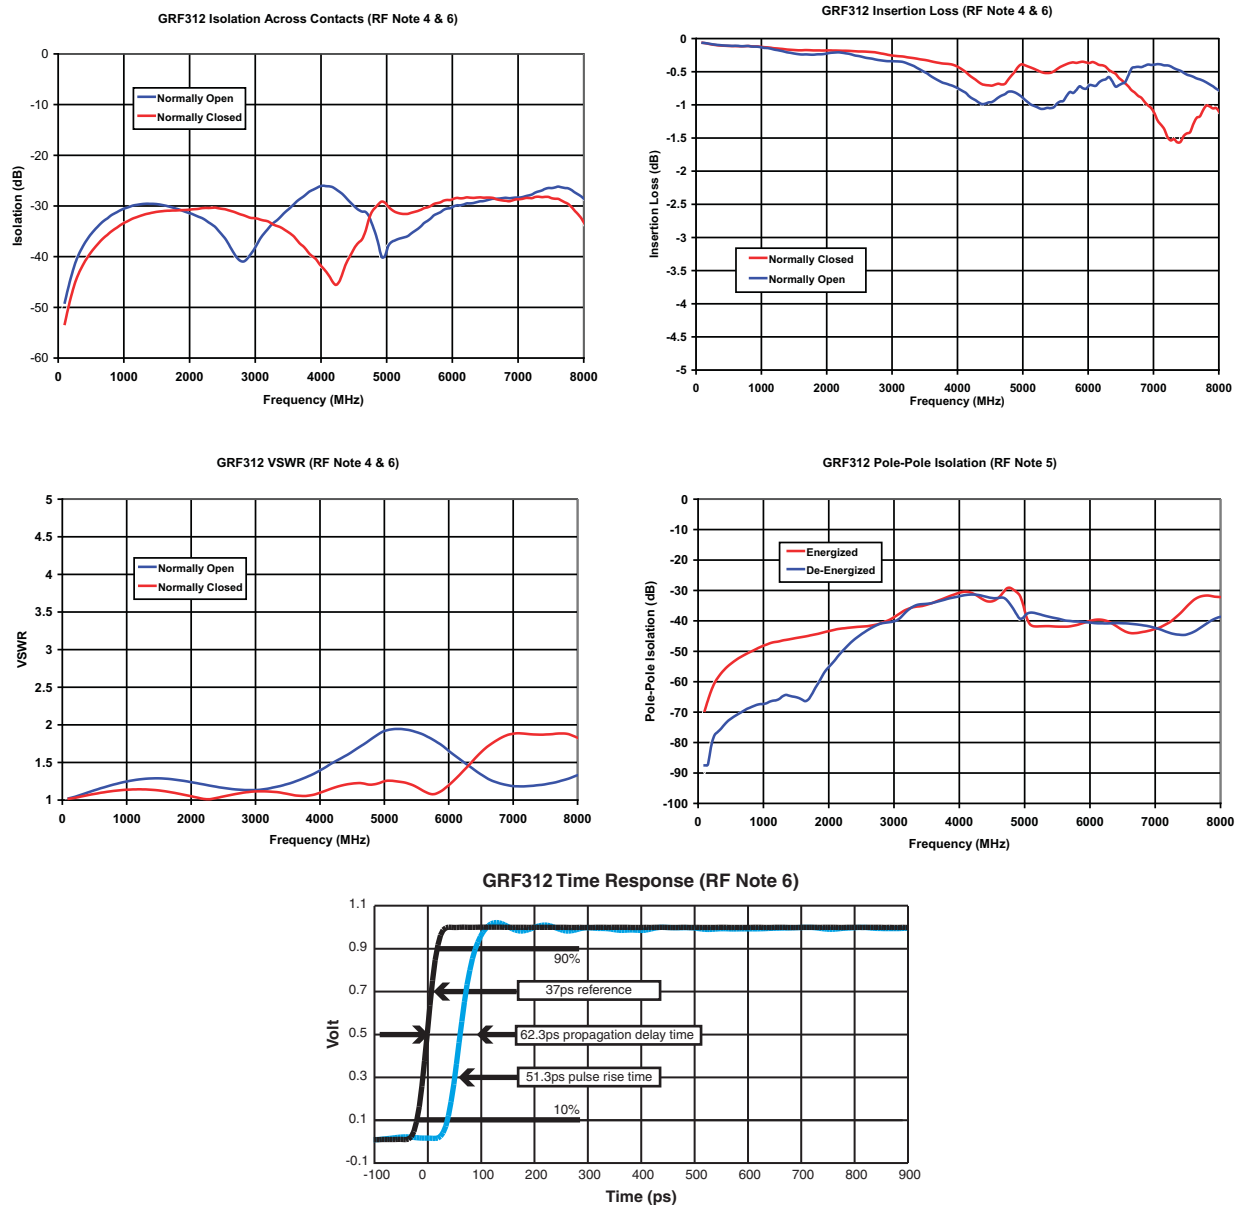 GRF312 Isolation Across Contacts (RF Note 4 & 6)
0
-10
-20
-30
-40
-50
-60
Isolation (dB)
Normally Open
Normally Closed
0 1000 2000 3000 4000 5000 6000 7000 8000
Frequency (MHz)
GRF312 Insertion Loss (RF Note 4 & 6)
0
-0.5
-1
-1.5
-2
-2.5
-3
-3.5
-4
-4.5
-5
Insertion Loss (dB)
Normally Closed
Normally Open
0 1000 2000 3000 4000 5000 6000 7000 8000
Frequency (MHz)
GRF312 VSWR (RF Note 4 & 6)
5
4.5
4
3.5
3
2.5
2
1.5
1
VSWR
Normally Open
Normally Closed
0 1000 2000 3000 4000 5000 6000 7000 8000
Frequency (MHz)
GRF312 Pole-Pole Isolation (RF Note 5)
0
-10
-20
-30
-40
-50
-60
-70
-80
-90
-100
Pole-Pole Isolation (dB)
Energized
De-Energized
0 1000 2000 3000 4000 5000 6000 7000 8000
Frequency (MHz)
GRF312 Time Response (RF Note 6)
1.1
0.9
0.7
0.5
0.3
0.1
-0.1
Volt
90%
37ps reference
62.3ps propagation delay time
51.3ps pulse rise time
10%
-100 0 100 200 300 400 500 600 700 800 900
Time (ps)